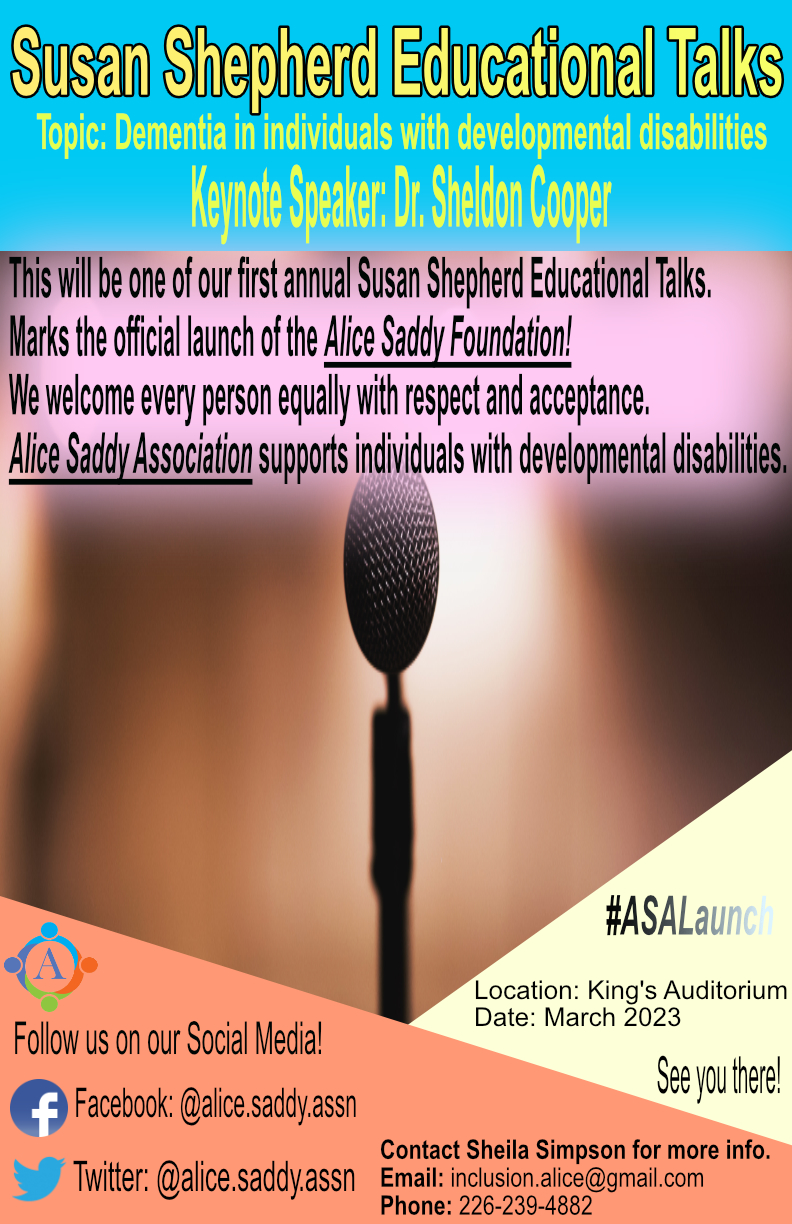 Susan Shepherd Educational Talks
Topic: Dementia in individuals with developmental disabilities
Keynote Speaker: Dr. Sheldon Cooper
This will be one of our first annual Susan Shepherd Educational Talks.
Marks the official launch of the Alice Saddy Foundation!
We welcome every person equally with respect and acceptance.
Alice Saddy Association supports individuals with developmental disabilities.
#ASALaunch
Location: King's Auditorium
Date: March 2023
See you there!
A
Follow us on our Social Media!
f Facebook: @alice.saddy.assn
Twitter: @alice.saddy.assn
Contact Sheila Simpson for more info.
Email: inclusion.alice@gmail.com
Phone: 226-239-4882